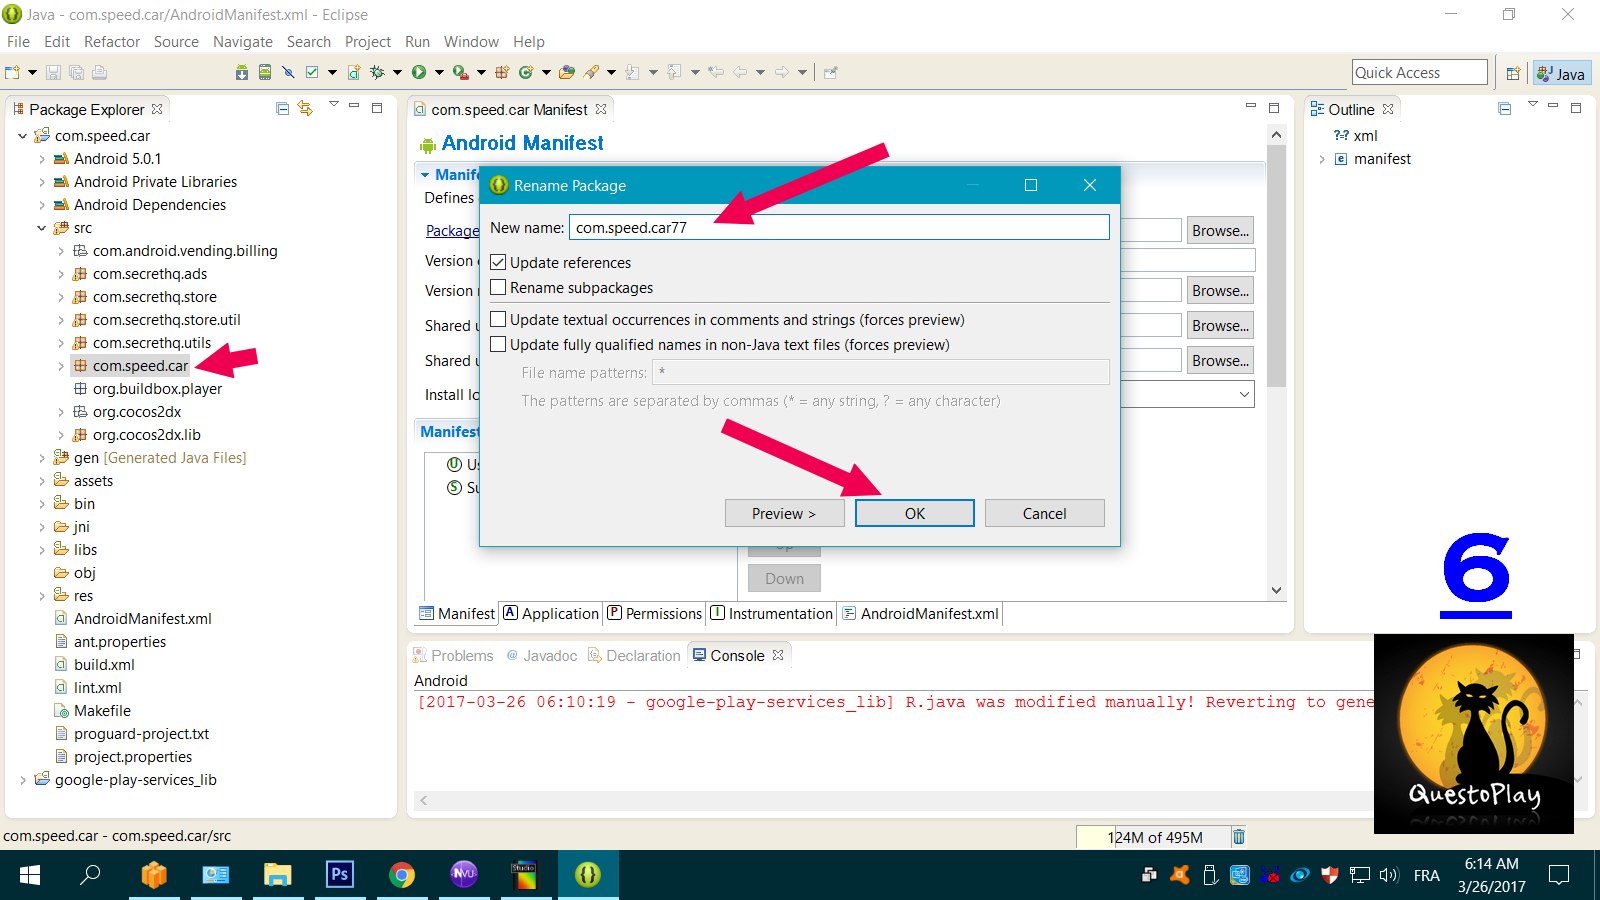 Java - com.speed.car/AndroidManifest.xml - Eclipse
File Edit Refactor Source Navigate Search Project Run Window Help
Quick Access
Java
Package Explorer
com.speed.car
Android 5.0.1
Android Private Libraries
Android Dependencies
src
com.android.vending.billing
com.secrethq.ads
com.secrethq.store
com.secrethq.store.util
com.secrethq.utils
com.speed.car
org.buildbox.player
org.cocos2dx
org.cocos2dx.lib
gen [Generated Java Files]
assets
bin
jni
libs
obj
res
AndroidManifest.xml
ant.properties
build.xml
lint.xml
Makefile
proguard-project.txt
project.properties
google-play-services_lib
com.speed.car Manifest
Android Manifest
Defines
Package
Version
Version
Shared
Shared
Install
Browse...
Browse...
Browse...
Browse...
Manifest
Down
Rename Package
New name: com.speed.car77
Update references
Rename subpackages
Update textual occurrences in comments and strings (forces preview)
Update fully qualified names in non-Java text files (forces preview)
File name patterns: *
The patterns are separated by commas (* = any string, ? = any character)
Preview > OK Cancel
Manifest Application Permissions Instrumentation AndroidManifest.xml
Outline
xml
manifest
6
Problems Javadoc Declaration Console
Android
[2017-03-26 06:10:19 - google-play-services_lib] R.java was modified manually! Reverting to gene
QuestoPlay
com.speed.car - com.speed.car/src
124M of 495M
Ps
NVU
Studio
FRA
6:14 AM
3/26/2017